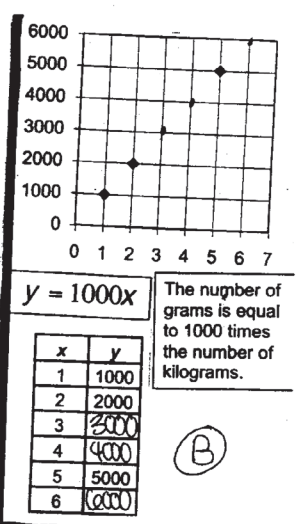 6000
5000
4000
3000
2000
1000
0
0 1 2 3 4 5 6 7
y = 1000x
The number of
grams is equal
to 1000 times
the number of
kilograms.
x y
1 1000
2 2000
3 3000
4 4000
5 5000
6 6000
B